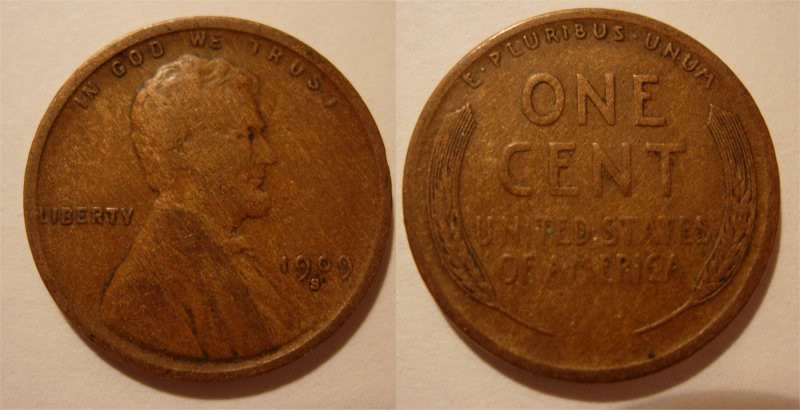 IN GOD WE TRUST
LIBERTY
1909
S
E · PLURIBUS · UNUM
ONE
CENT
UNITED STATES
OF AMERICA